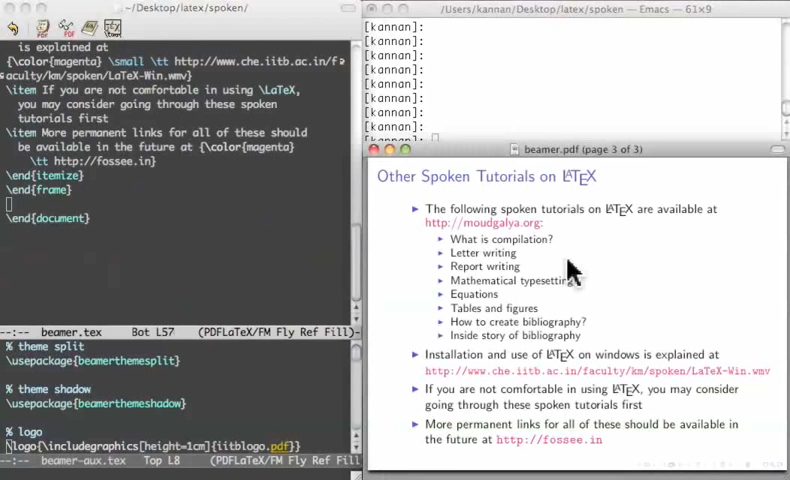 ~/Desktop/latex/spoken/
is explained at
{\color{magenta} \small \tt http://www.che.iitb.ac.in/f
aculty/km/spoken/LaTeX-Win.wmv}
\item If you are not comfortable in using \LaTeX,
you may consider going through these spoken
tutorials first
\item More permanent links for all of these should
be available in the future at {\color{magenta}
\tt http://fossee.in}
\end{itemize}
\end{frame}
\end{document}
--:-- beamer.tex Bot L57 (PDFLaTeX/FM Fly Ref Fill)-
% theme split
\usepackage{beamerthemesplit}
% theme shadow
\usepackage{beamerthemeshadow}
% logo
\logo{\includegraphics[height=1cm]{iitblogo.pdf}}
--:-- beamer-aux.tex Top L8 (PDFLaTeX/FM Fly Ref Fill)
/Users/kannan/Desktop/latex/spoken — Emacs — 61×9
[kannan]:
[kannan]:
[kannan]:
[kannan]:
[kannan]:
[kannan]:
[kannan]:
[kannan]:
[kannan]:
beamer.pdf (page 3 of 3)
Other Spoken Tutorials on LATEX
► The following spoken tutorials on LATEX are available at
http://moudgalya.org:
► What is compilation?
► Letter writing
► Report writing
► Mathematical typesetting
► Equations
► Tables and figures
► How to create bibliography?
► Inside story of bibliography
► Installation and use of LATEX on windows is explained at
http://www.che.iitb.ac.in/faculty/km/spoken/LaTeX-Win.wmv
► If you are not comfortable in using LATEX, you may consider
going through these spoken tutorials first
► More permanent links for all of these should be available in
the future at http://fossee.in